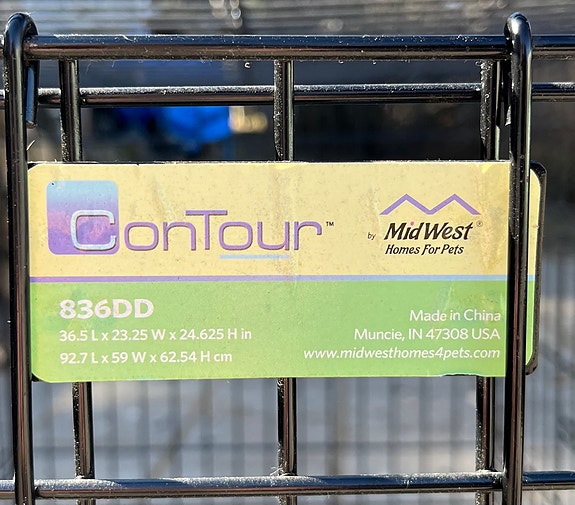 ConTour™
by MidWest®
Homes For Pets
836DD
36.5 L x 23.25 W x 24.625 H in
92.7 L x 59 W x 62.54 H cm
Made in China
Muncie, IN 47308 USA
www.midwesthomes4pets.com